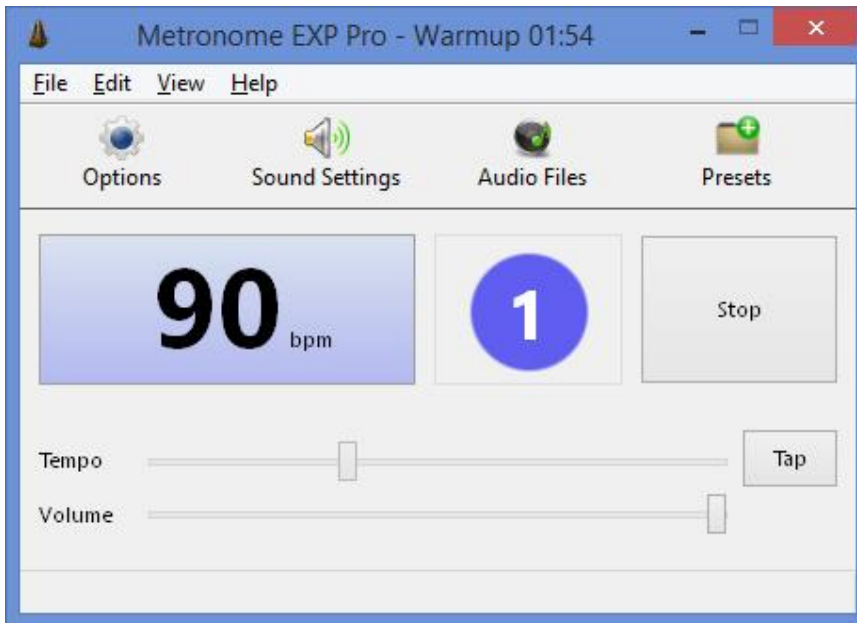 Metronome EXP Pro - Warmup 01:54
File Edit View Help
Options Sound Settings Audio Files Presets
90 bpm 1 Stop
Tempo Tap
Volume